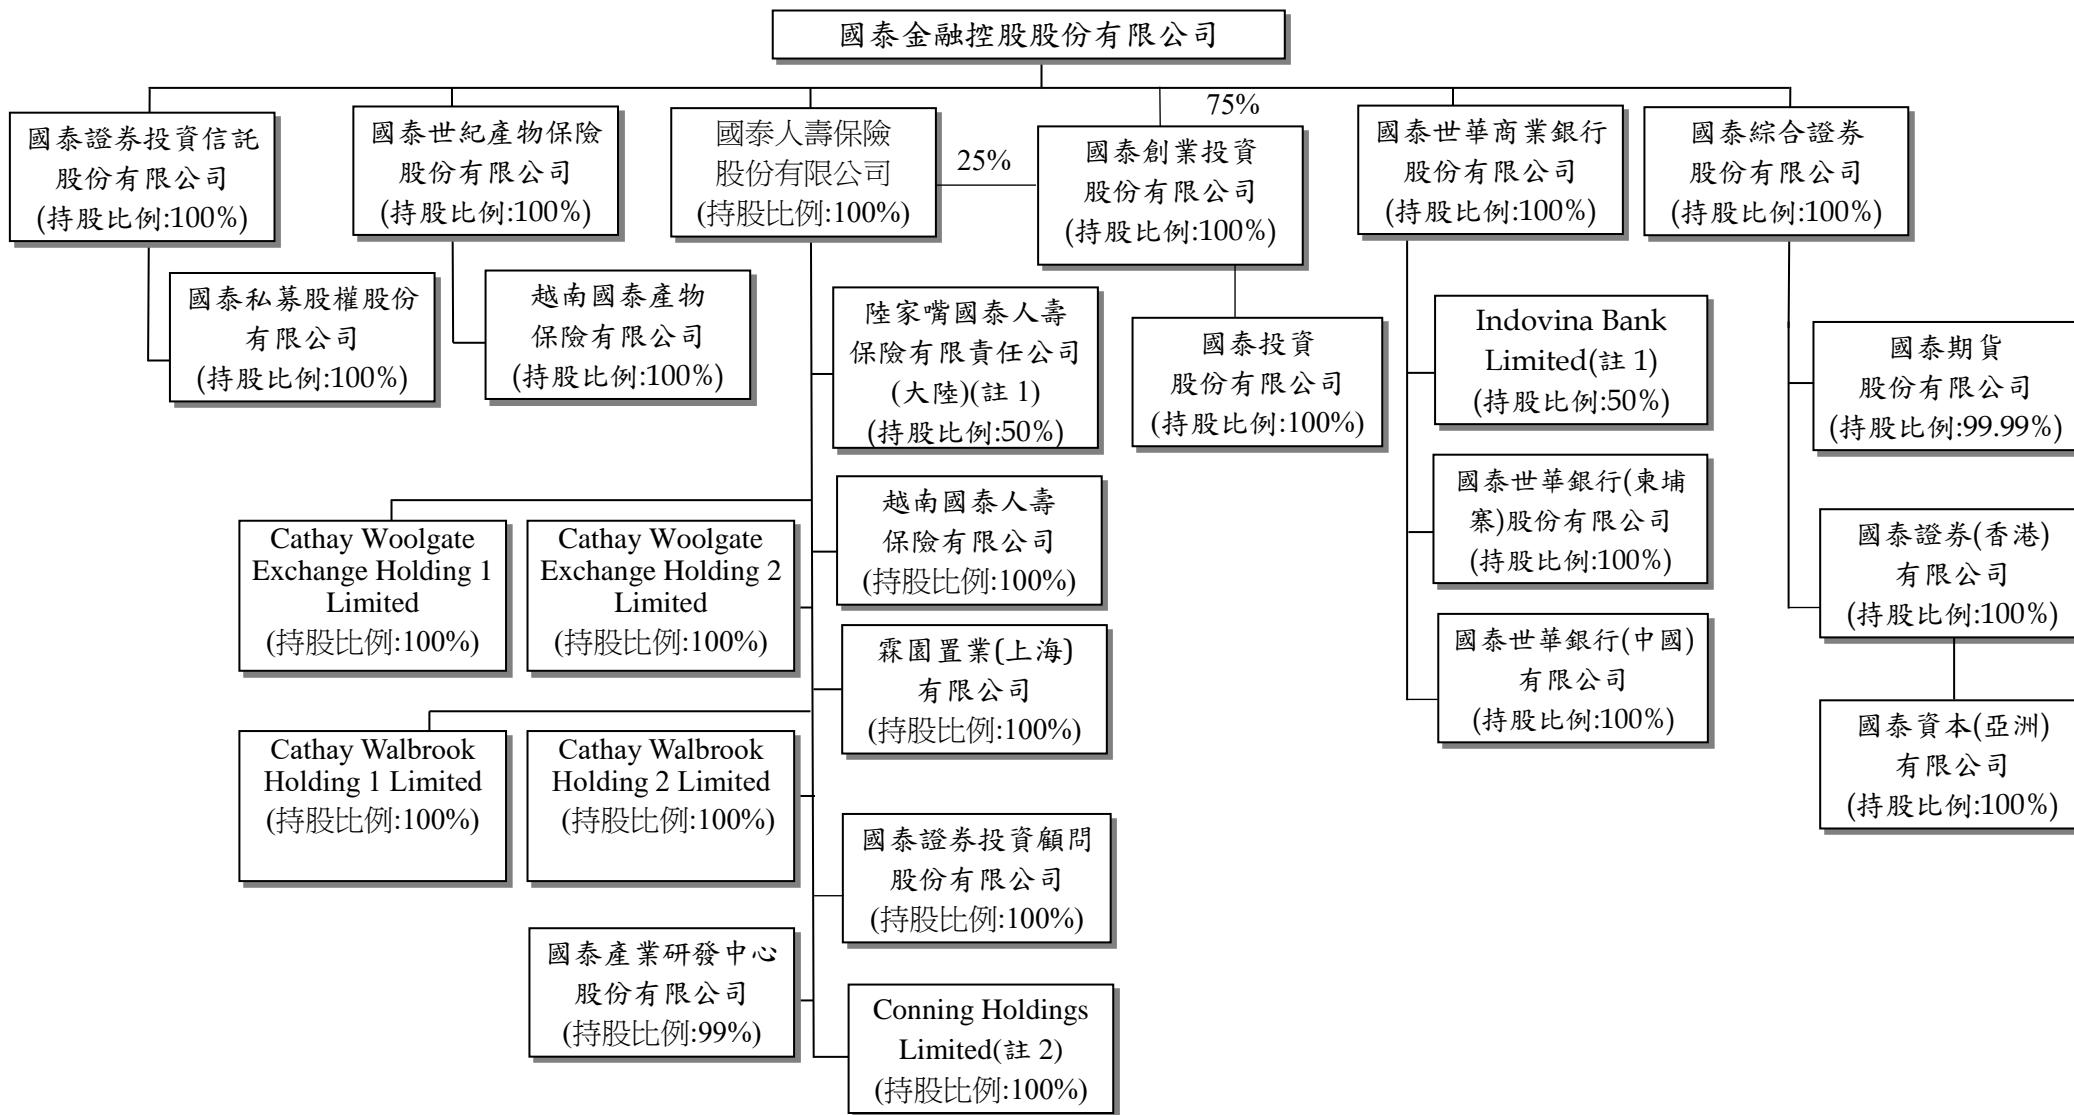 國泰金融控股股份有限公司
國泰證券投資信託
股份有限公司
(持股比例:100%)
國泰世紀產物保險
股份有限公司
(持股比例:100%)
國泰人壽保險
股份有限公司
(持股比例:100%)
25%
75%
國泰創業投資
股份有限公司
(持股比例:100%)
國泰世華商業銀行
股份有限公司
(持股比例:100%)
國泰綜合證券
股份有限公司
(持股比例:100%)
國泰私募股權股份
有限公司
(持股比例:100%)
越南國泰產物
保險有限公司
(持股比例:100%)
陸家嘴國泰人壽
保險有限責任公司
(大陸)(註 1)
(持股比例:50%)
國泰投資
股份有限公司
(持股比例:100%)
Indovina Bank
Limited(註 1)
(持股比例:50%)
國泰期貨
股份有限公司
(持股比例:99.99%)
Cathay Woolgate
Exchange Holding 1
Limited
(持股比例:100%)
Cathay Woolgate
Exchange Holding 2
Limited
(持股比例:100%)
越南國泰人壽
保險有限公司
(持股比例:100%)
國泰世華銀行(柬埔
寨)股份有限公司
(持股比例:100%)
國泰證券(香港)
有限公司
(持股比例:100%)
霖園置業(上海)
有限公司
(持股比例:100%)
國泰世華銀行(中國)
有限公司
(持股比例:100%)
國泰資本(亞洲)
有限公司
(持股比例:100%)
Cathay Walbrook
Holding 1 Limited
(持股比例:100%)
Cathay Walbrook
Holding 2 Limited
(持股比例:100%)
國泰證券投資顧問
股份有限公司
(持股比例:100%)
國泰產業研發中心
股份有限公司
(持股比例:99%)
Conning Holdings
Limited(註 2)
(持股比例:100%)